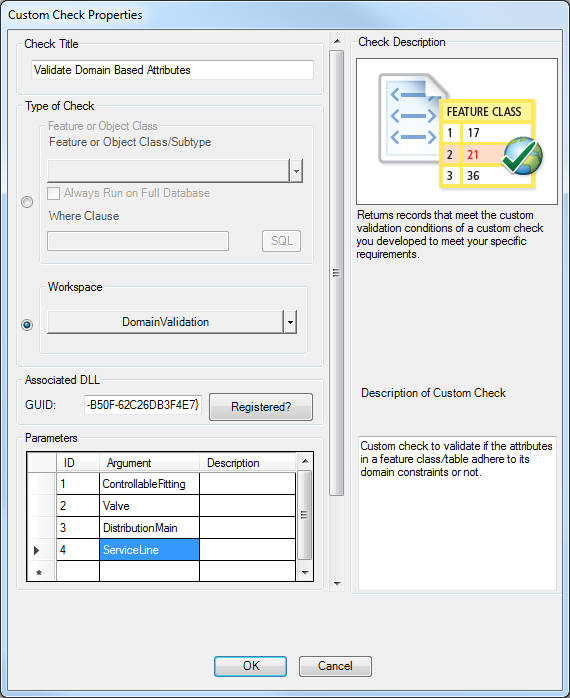 Custom Check Properties
Check Title
Validate Domain Based Attributes
Type of Check
Feature or Object Class
Feature or Object Class/Subtype
Always Run on Full Database
Where Clause
SQL
Workspace
DomainValidation
Associated DLL
GUID: -B50F-62C26DB3F4E7} Registered?
Parameters
ID Argument Description
1 ControllableFitting
2 Valve
3 DistributionMain
4 ServiceLine
*
Check Description
FEATURE CLASS
1 17
2 21
3 36
Returns records that meet the custom
validation conditions of a custom check
you developed to meet your specific
requirements.
Description of Custom Check
Custom check to validate if the attributes
in a feature class/table adhere to its
domain constraints or not.
OK Cancel